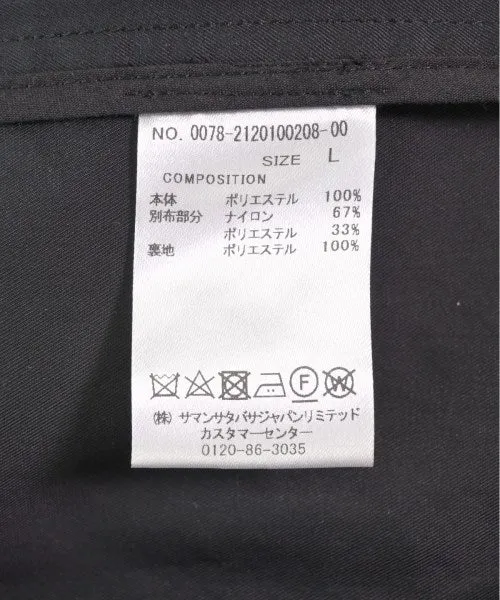 NO. 0078-2120100208-00
SIZE L
COMPOSITION
本体 ポリエステル 100%
別布部分 ナイロン 67%
ポリエステル 33%
裏地 ポリエステル 100%
F W
(株) サマンサタバサジャパンリミテッド
カスタマーセンター
0120-86-3035